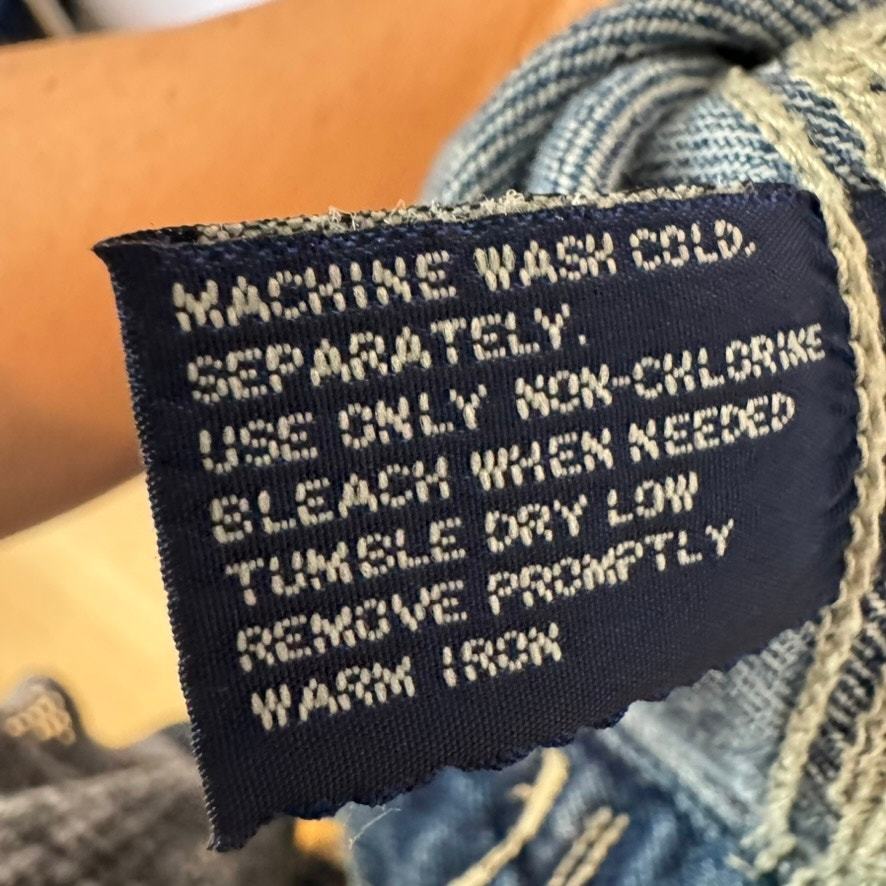 MACHINE WASH COLD.
SEPARATELY.
USE ONLY NON-CHLORINE
BLEACH WHEN NEEDED
TUMBLE DRY LOW
REMOVE PROMPTLY
WARM IRON